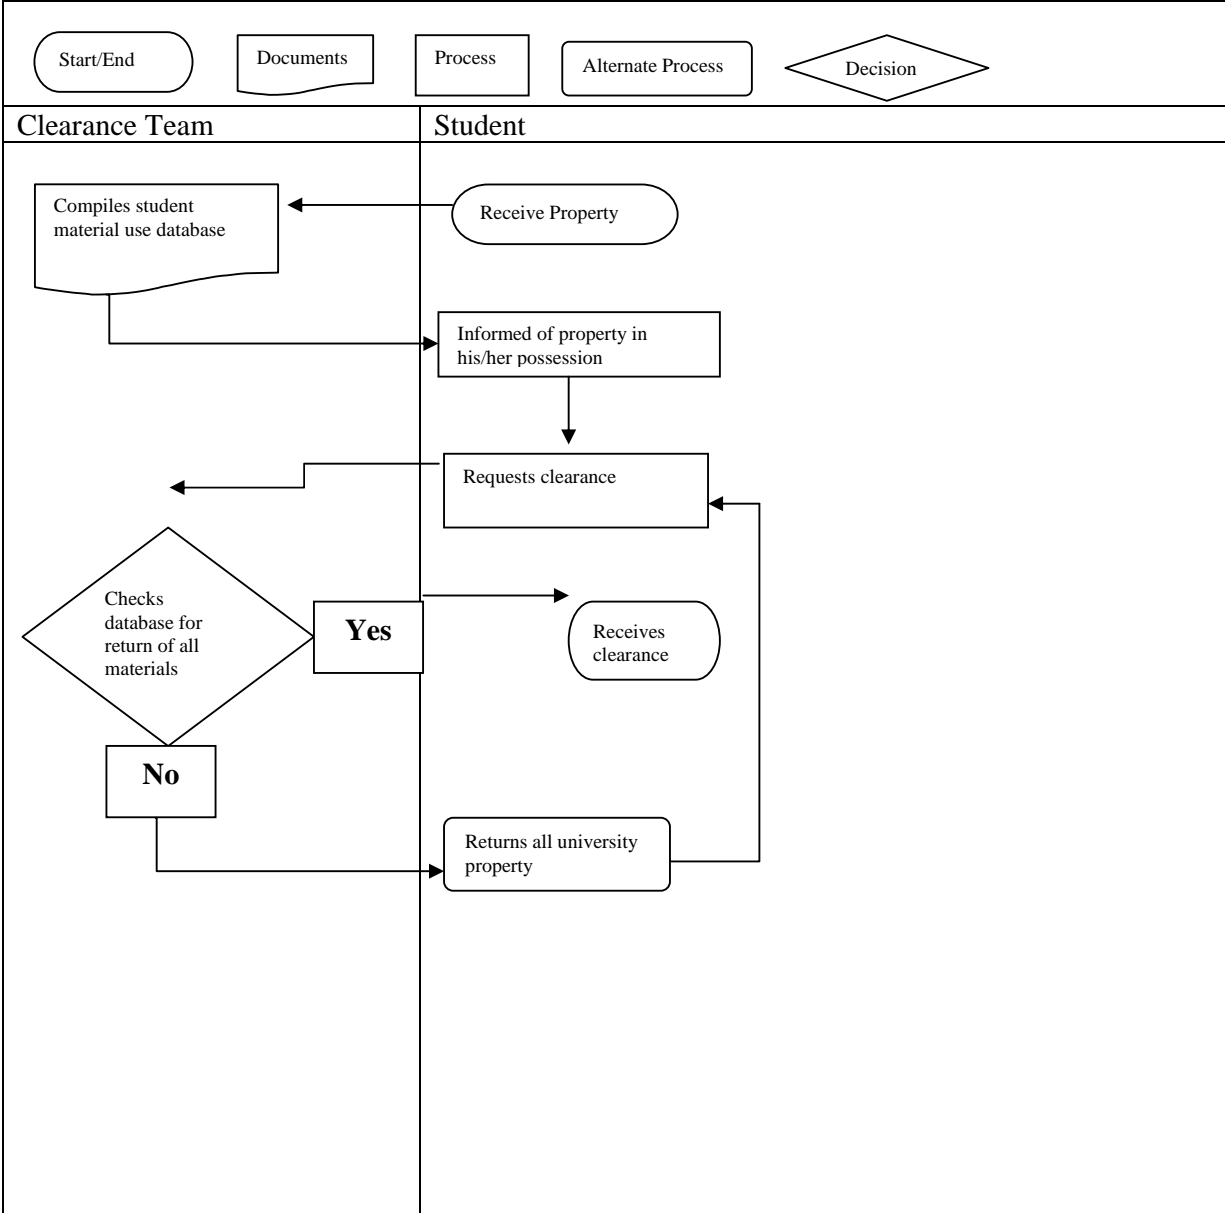 Start/End
Documents
Process
Alternate Process
Decision
Clearance Team
Student
Compiles student
material use database
Receive Property
Informed of property in
his/her possession
Requests clearance
Checks
database for
return of all
materials
Yes
Receives
clearance
No
Returns all university
property